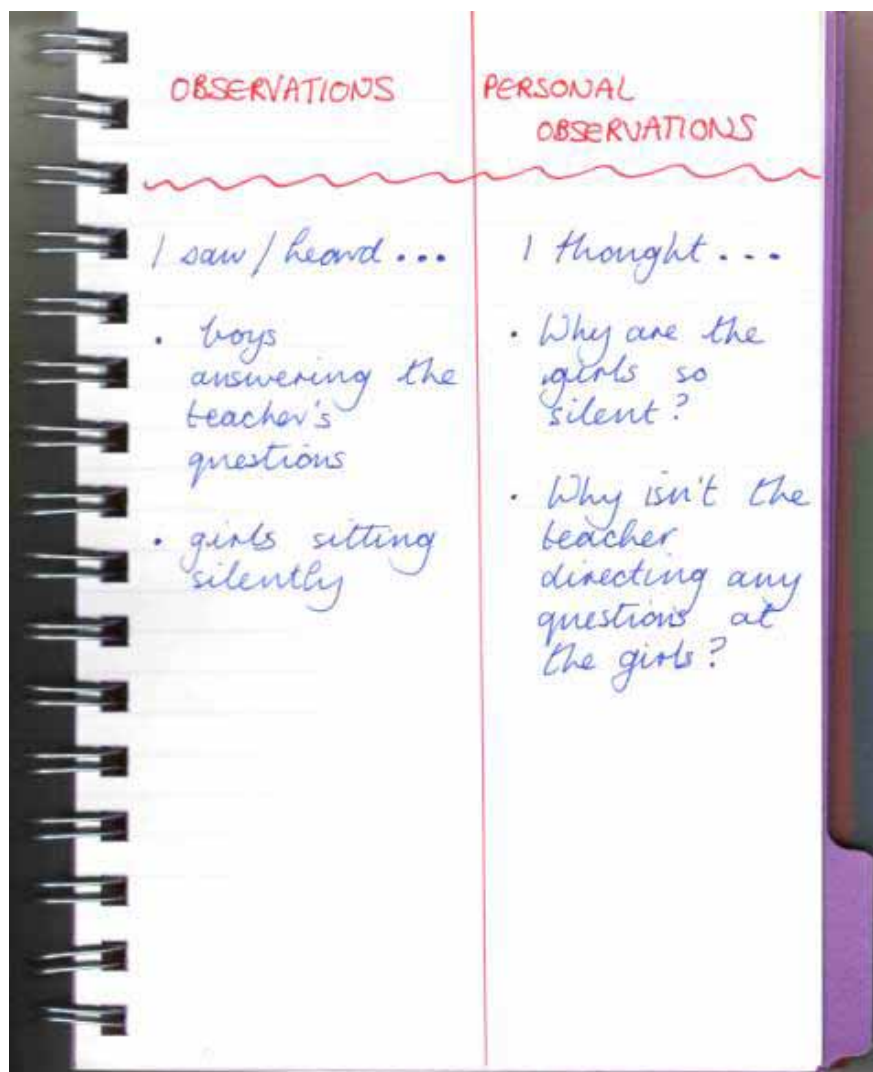 OBSERVATIONS
I saw / heard...
• boys
answering the
teacher's
questions
• girls sitting
silently
PERSONAL
OBSERVATIONS
I thought...
• Why are the
girls so
silent?
• Why isn't the
teacher
directing any
questions at
the girls?